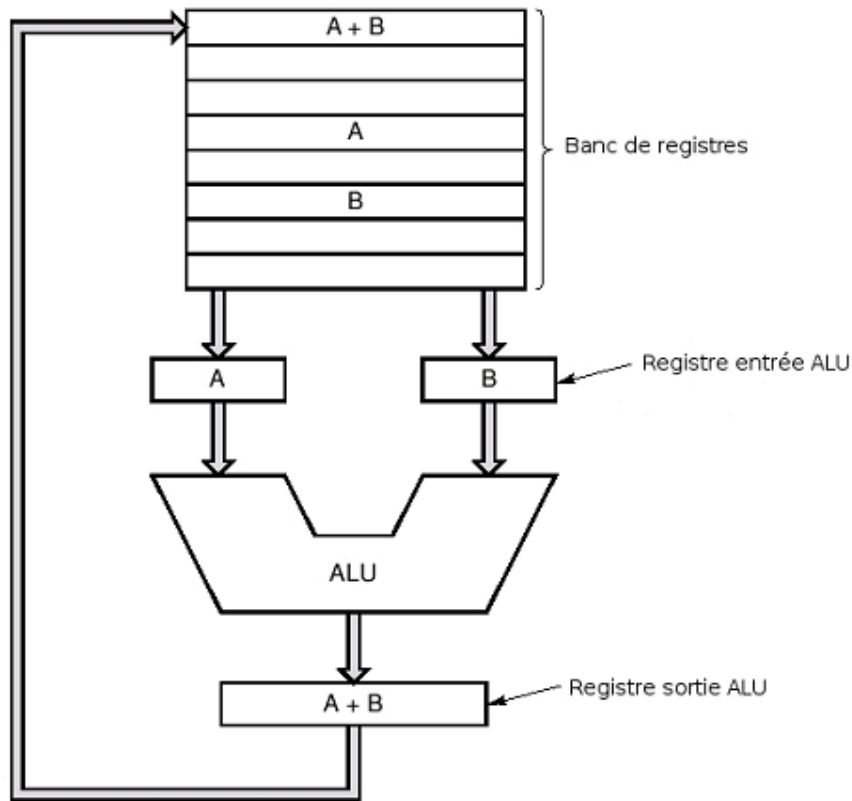 A + B
A
Banc de registres
B
A
B
Registre entrée ALU
ALU
A + B
Registre sortie ALU